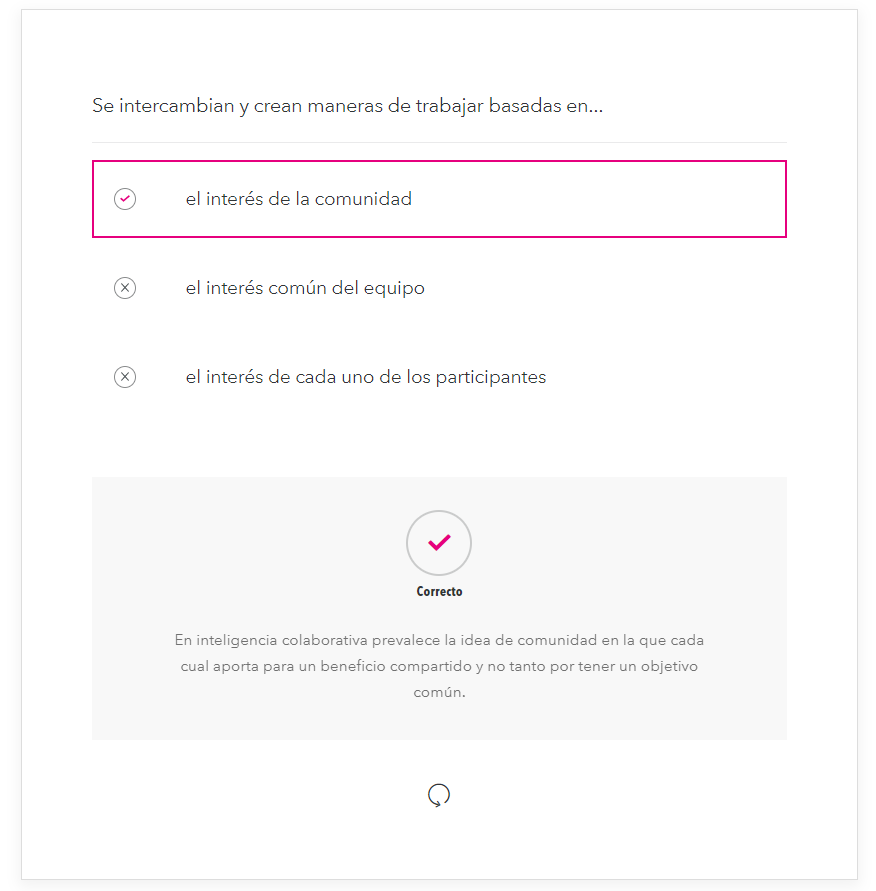 Se intercambian y crean maneras de trabajar basadas en...
el interés de la comunidad
el interés común del equipo
el interés de cada uno de los participantes
Correcto
En inteligencia colaborativa prevalece la idea de comunidad en la que cada
cual aporta para un beneficio compartido y no tanto por tener un objetivo
común.